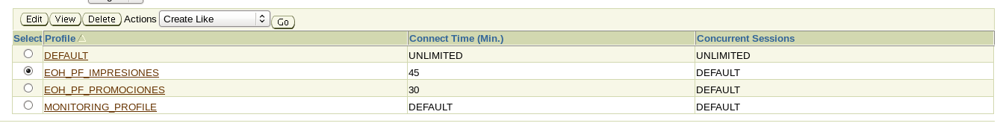 Edit View Delete Actions Create Like Go
Select Profile Connect Time (Min.) Concurrent Sessions
DEFAULT UNLIMITED UNLIMITED
EOH_PF_IMPRESIONES 45 DEFAULT
EOH_PF_PROMOCIONES 30 DEFAULT
MONITORING_PROFILE DEFAULT DEFAULT